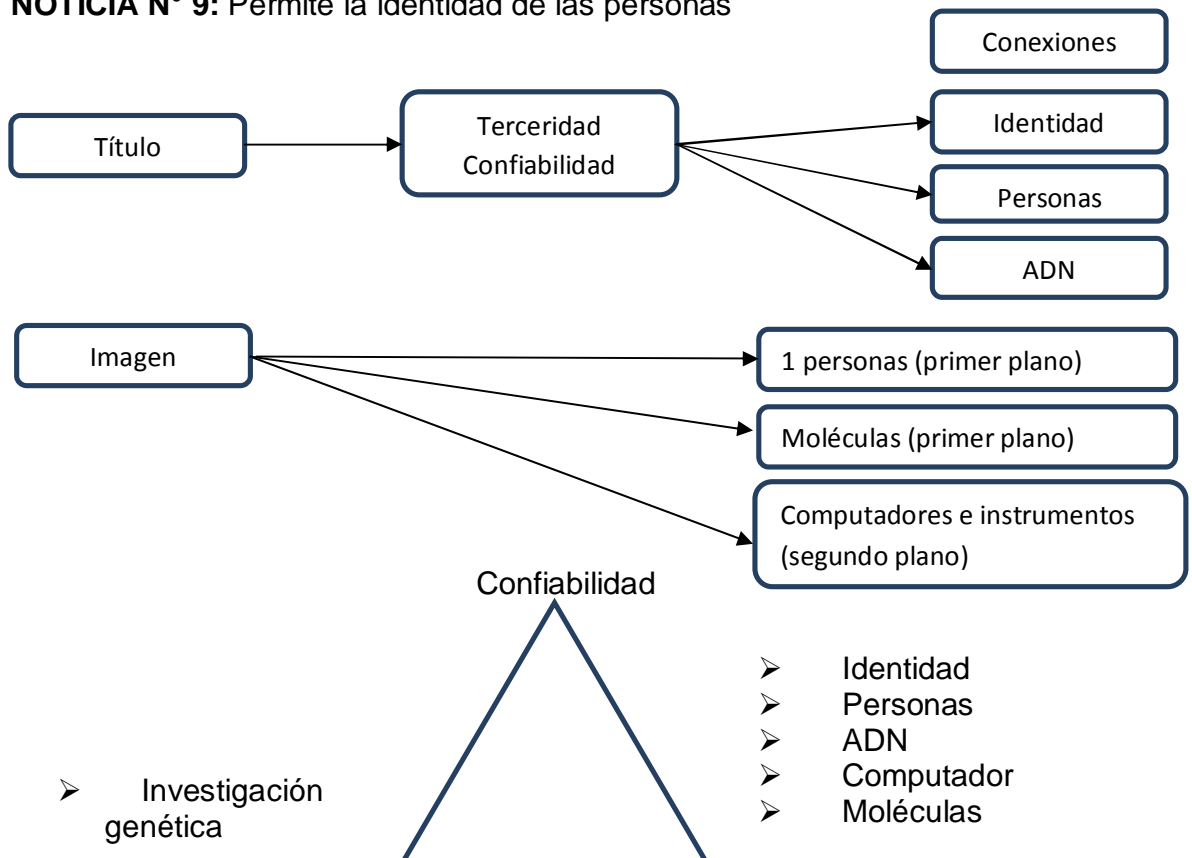 NOTICIA N° 9: Permite la identidad de las personas
Conexiones
Título
Terceridad
Confiabilidad
Identidad
Personas
ADN
Imagen
1 personas (primer plano)
Moléculas (primer plano)
Computadores e instrumentos
(segundo plano)
Confiabilidad
➢ Investigación
genética
➢ Identidad
➢ Personas
➢ ADN
➢ Computador
➢ Moléculas